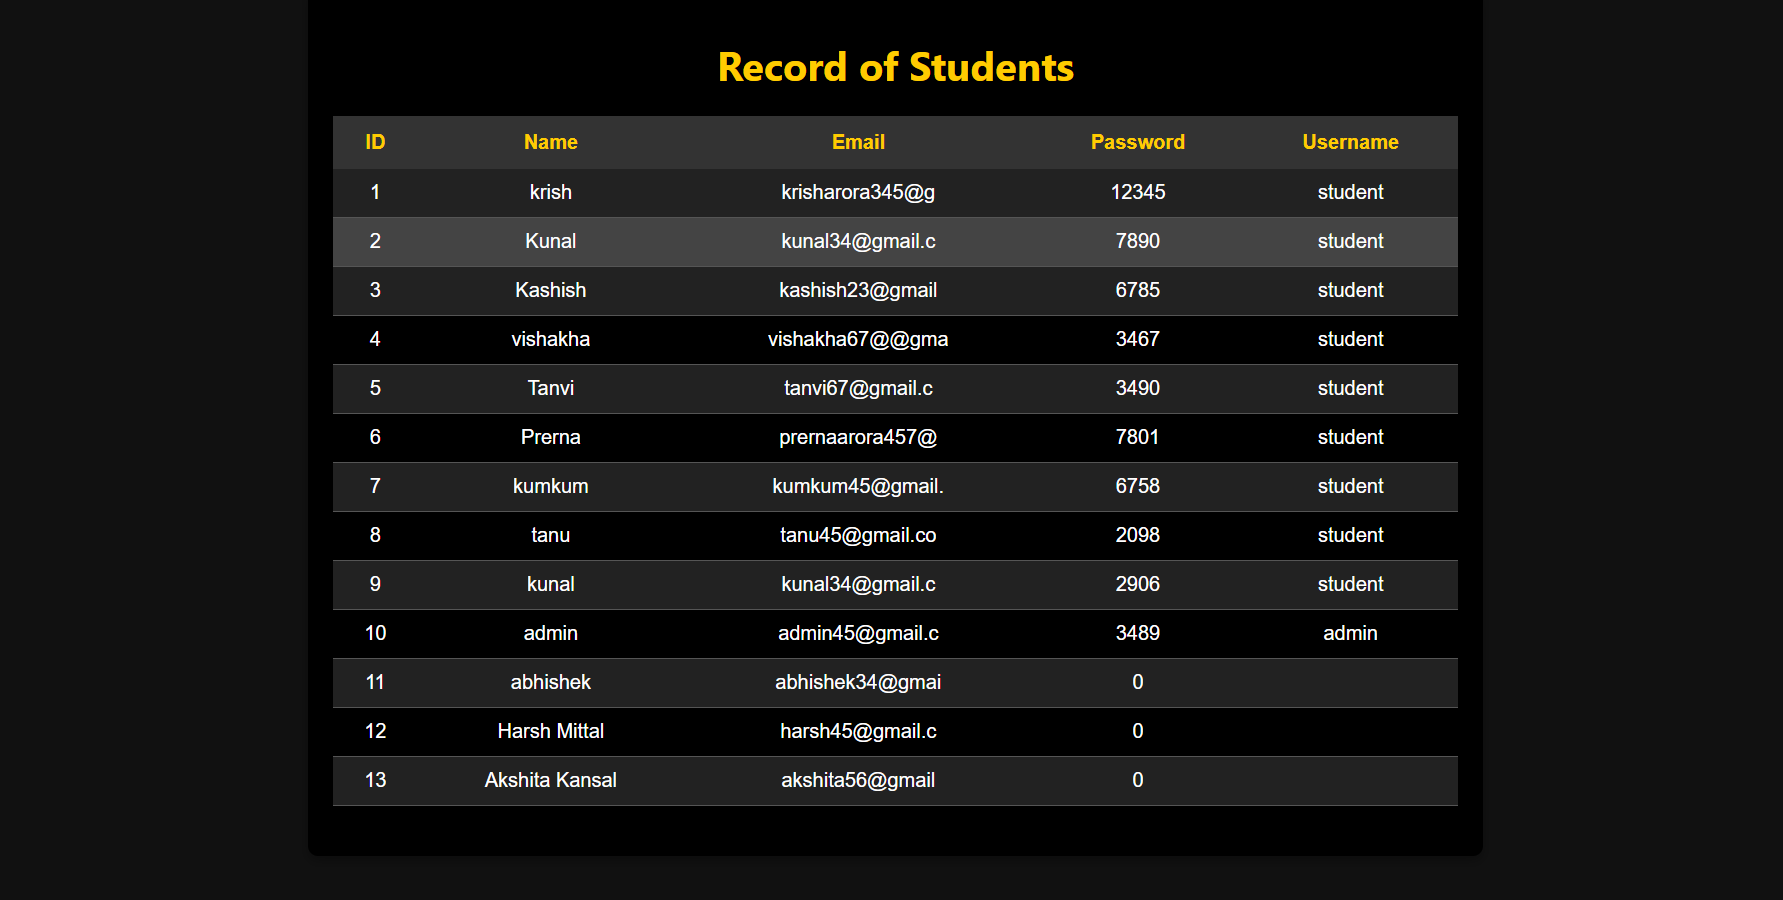 Record of Students
ID Name Email Password Username
1 krish krisharora345@g 12345 student
2 Kunal kunal34@gmail.c 7890 student
3 Kashish kashish23@gmail 6785 student
4 vishakha vishakha67@@gma 3467 student
5 Tanvi tanvi67@gmail.c 3490 student
6 Prerna prernaarora457@ 7801 student
7 kumkum kumkum45@gmail. 6758 student
8 tanu tanu45@gmail.co 2098 student
9 kunal kunal34@gmail.c 2906 student
10 admin admin45@gmail.c 3489 admin
11 abhishek abhishek34@gmai 0
12 Harsh Mittal harsh45@gmail.c 0
13 Akshita Kansal akshita56@gmail 0